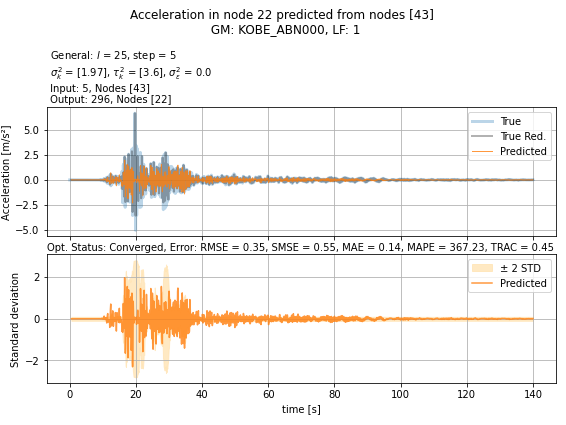 Acceleration in node 22 predicted from nodes [43]
GM: KOBE_ABN000, LF: 1
General: l = 25, step = 5
σ²ₖ = [1.97], τ²ₖ = [3.6], σ²ε = 0.0
Input: 5, Nodes [43]
Output: 296, Nodes [22]
Acceleration [m/s²]
5.0
2.5
0.0
−2.5
−5.0
True
True Red.
Predicted
Opt. Status: Converged, Error: RMSE = 0.35, SMSE = 0.55, MAE = 0.14, MAPE = 367.23, TRAC = 0.45
Standard deviation
2
0
−2
± 2 STD
Predicted
0 20 40 60 80 100 120 140
time [s]